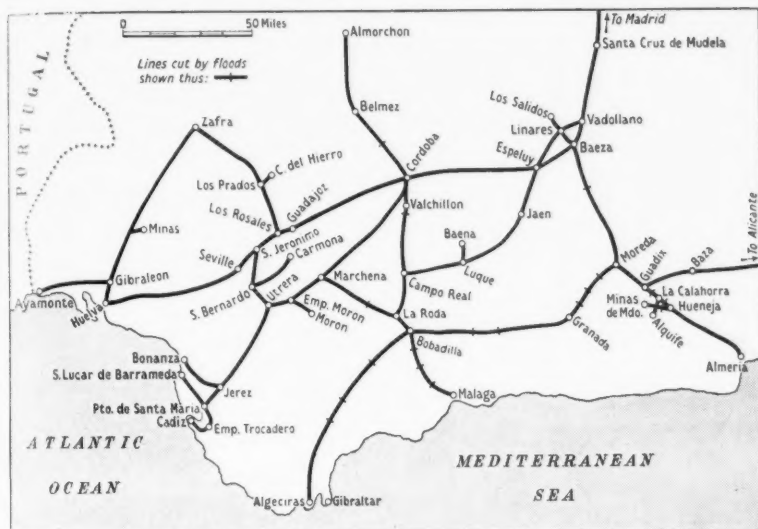 0
50 Miles
To Madrid
Almorchon
Santa Cruz de Mudela
Lines cut by floods
shown thus:
PORTUGAL
Los Salidos
Vadollano
Belmez
Linares
Zafra
Cordoba
Espeluy
Baeza
C. del Hierro
Los Prados
Guadajoz
Valchillon
Los Rosales
Jaen
Minas
S. Jeronimo
Baena
Carmona
Moreda
To Alicante
Seville
Luque
Guadix
Baza
Gibraleon
Marchena
Campo Real
La Calahorra
Ayamonte
Huelva
S. Bernardo
Utrera
Emp. Moron
Minas
de Mdo.
Hueneja
Moron
La Roda
Alquife
Granada
Bobadilla
Bonanza
Almeria
S. Lucar de Barrameda
Jerez
Malaga
Pto. de Santa Maria
Cadiz
Emp. Trocadero
ATLANTIC
OCEAN
MEDITERRANEAN
SEA
Algeciras
Gibraltar